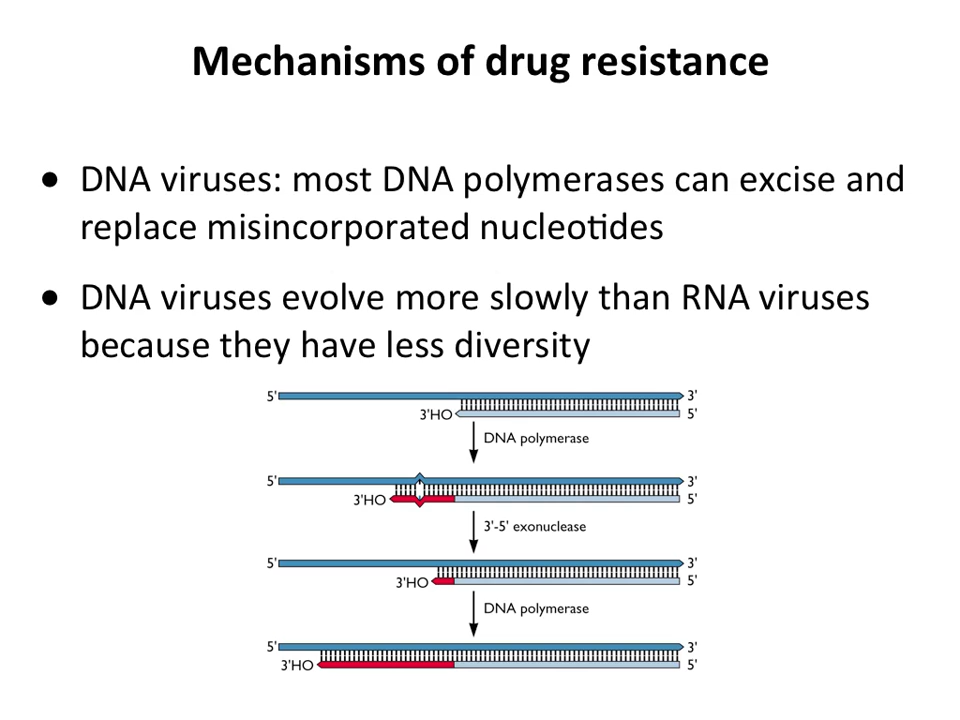 Mechanisms of drug resistance
• DNA viruses: most DNA polymerases can excise and
replace misincorporated nucleotides
• DNA viruses evolve more slowly than RNA viruses
because they have less diversity
5' 3'
3'HO 5'
DNA polymerase
5' 3'
3'HO 5'
3'-5' exonuclease
5' 3'
3'HO 5'
DNA polymerase
5' 3'
3'HO 5'